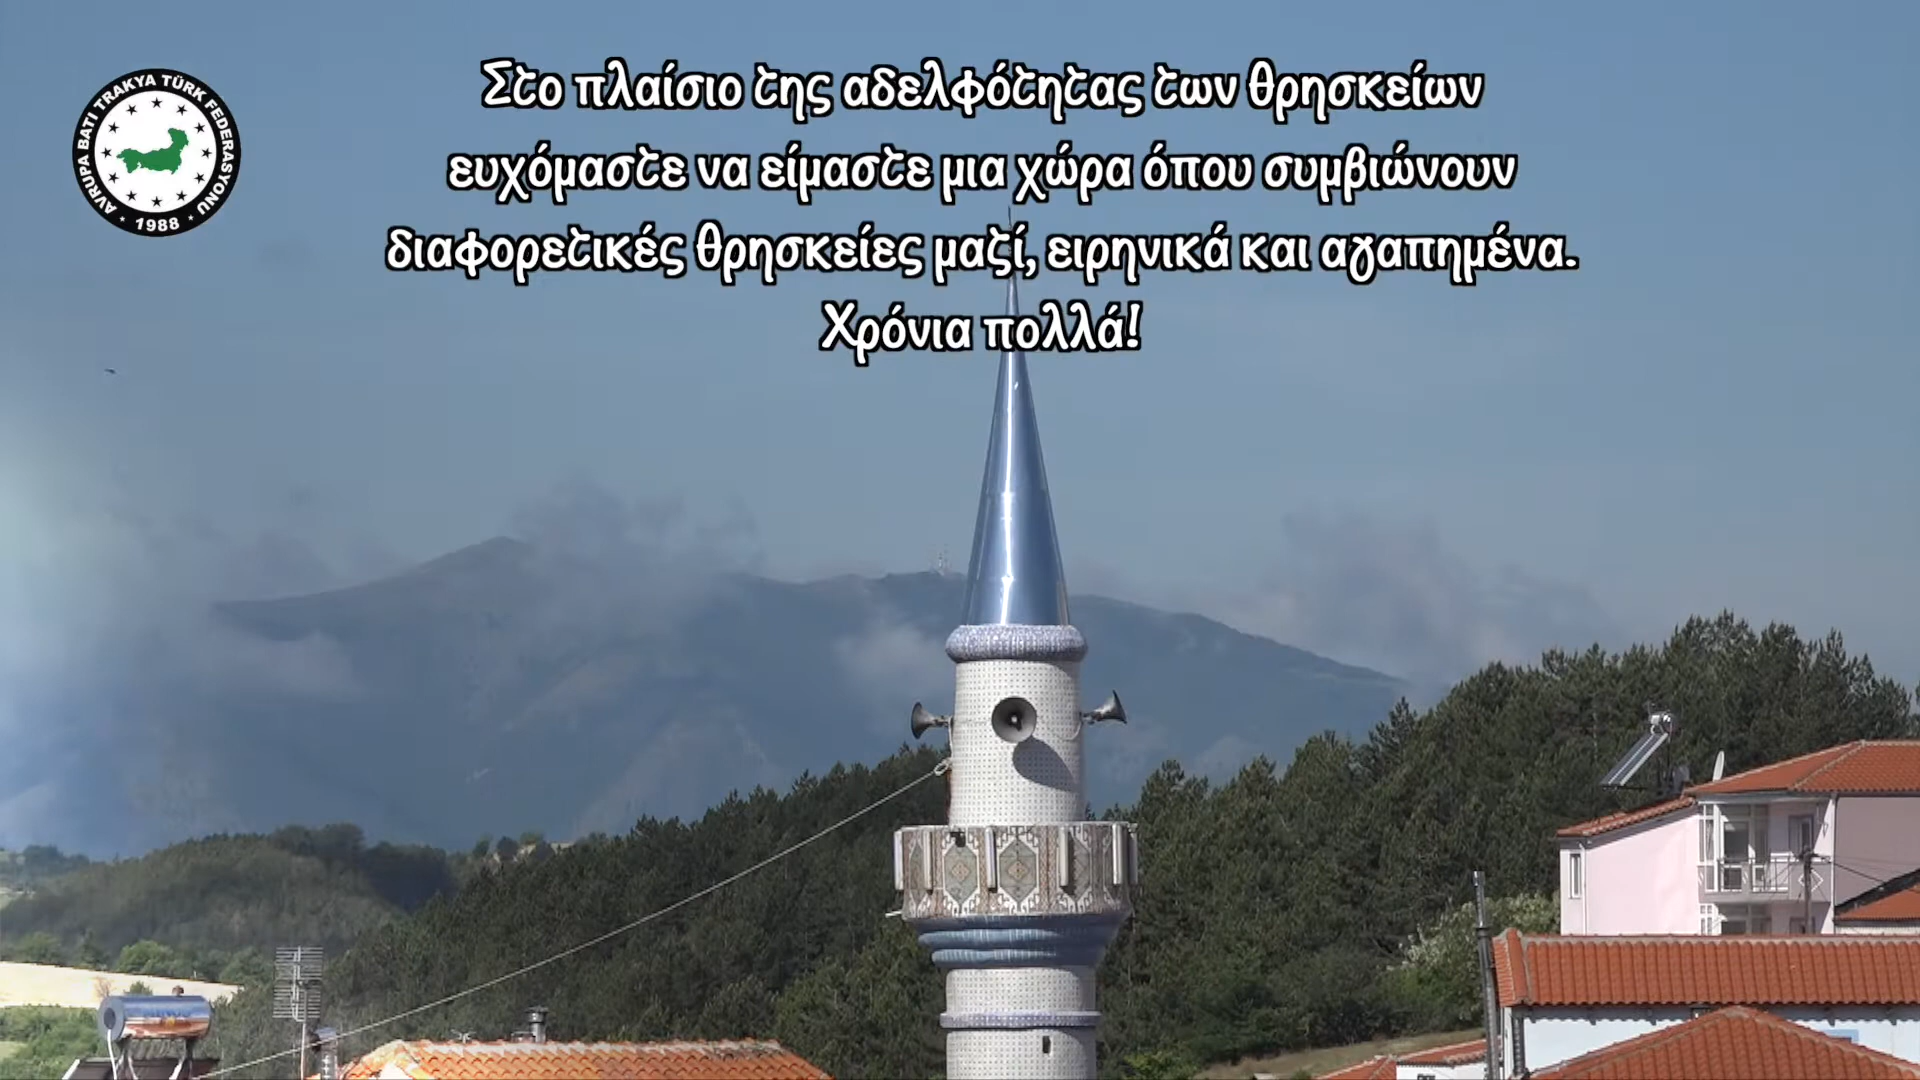 AVRUPA BATI TRAKYA TÜRK FEDERASYONU
1988
Στο πλαίσιο της αδελφότητας των θρησκείων
ευχόμαστε να είμαστε μια χώρα όπου συμβιώνουν
διαφορετικές θρησκείες μαζί, ειρηνικά και αγαπημένα.
Χρόνια πολλά!